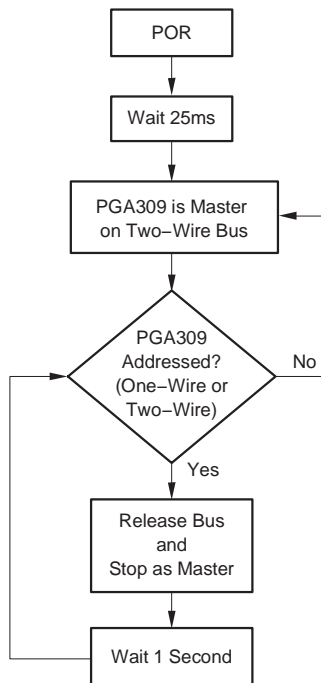 POR
Wait 25ms
PGA309 is Master
on Two−Wire Bus
PGA309
Addressed?
(One−Wire or
Two−Wire)
No
Yes
Release Bus
and
Stop as Master
Wait 1 Second